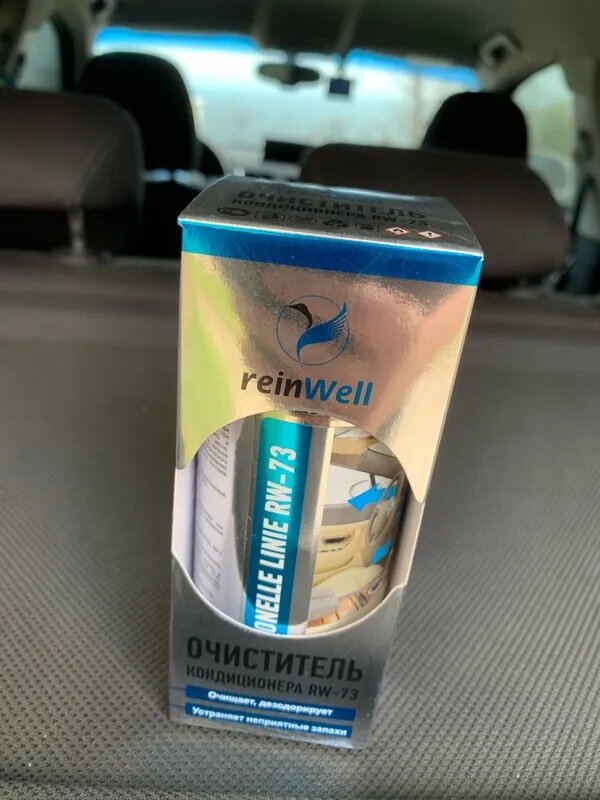 ОЧИСТИТЕЛЬ
КОНДИЦИОНЕРА RW-73
reinWell
ONELLE LINIE RW-73
ОЧИСТИТЕЛЬ
КОНДИЦИОНЕРА RW-73
Очищает, дезодорирует
Устраняет неприятные запахи